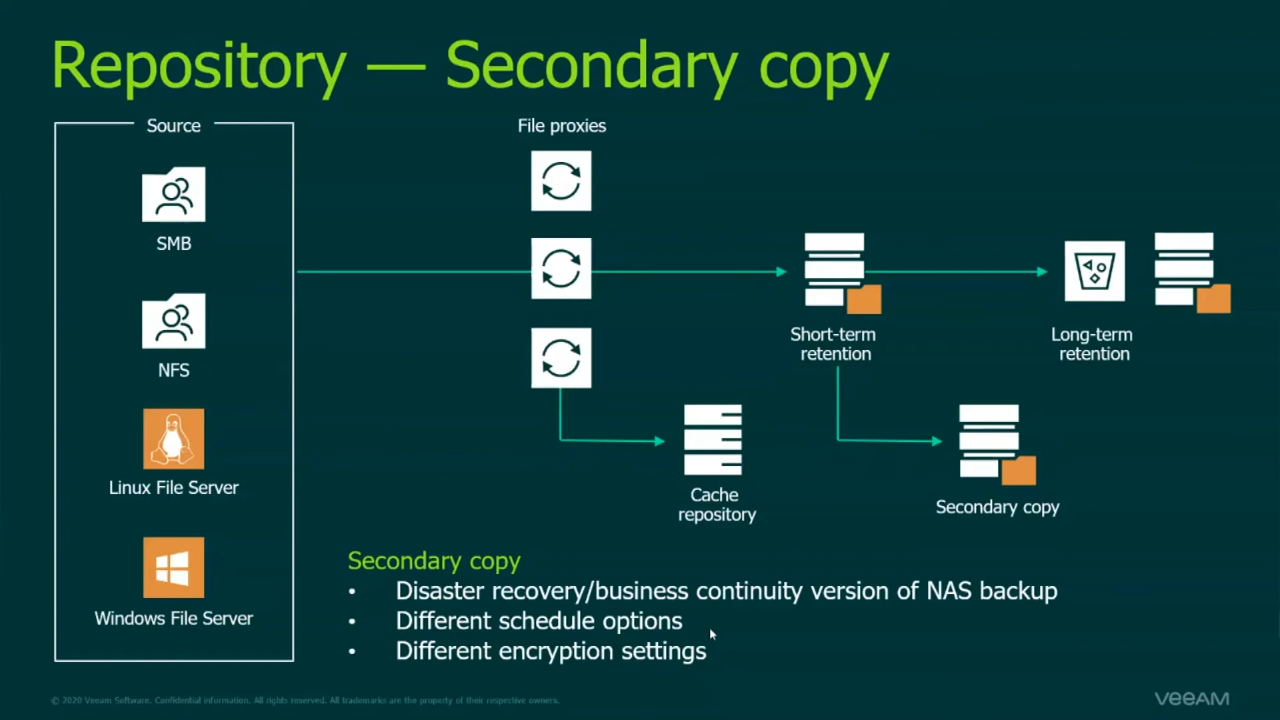 Repository — Secondary copy
Source
File proxies
SMB
NFS
Linux File Server
Windows File Server
Short-term
retention
Long-term
retention
Cache
repository
Secondary copy
Secondary copy
• Disaster recovery/business continuity version of NAS backup
• Different schedule options
• Different encryption settings
© 2020 Veeam Software. Confidential information. All rights reserved. All trademarks are the property of their respective owners.
VEEAM